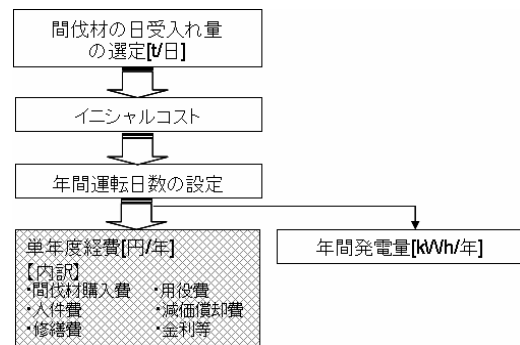 間伐材の日受入れ量
の選定[t/日]
イニシャルコスト
年間運転日数の設定
単年度経費[円/年]
【内訳】
・間伐材購入費 ・用役費
・人件費 ・減価償却費
・修繕費 ・金利等
年間発電量[kWh/年]